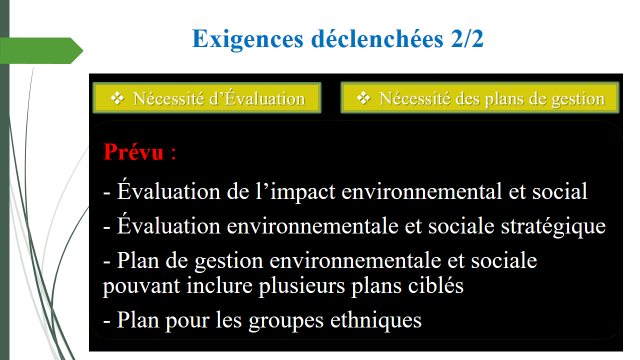 Exigences déclenchées 2/2
❖ Nécessité d'Évaluation
❖ Nécessité des plans de gestion
Prévu :
- Évaluation de l'impact environnemental et social
- Évaluation environnementale et sociale stratégique
- Plan de gestion environnementale et sociale
pouvant inclure plusieurs plans ciblés
- Plan pour les groupes ethniques